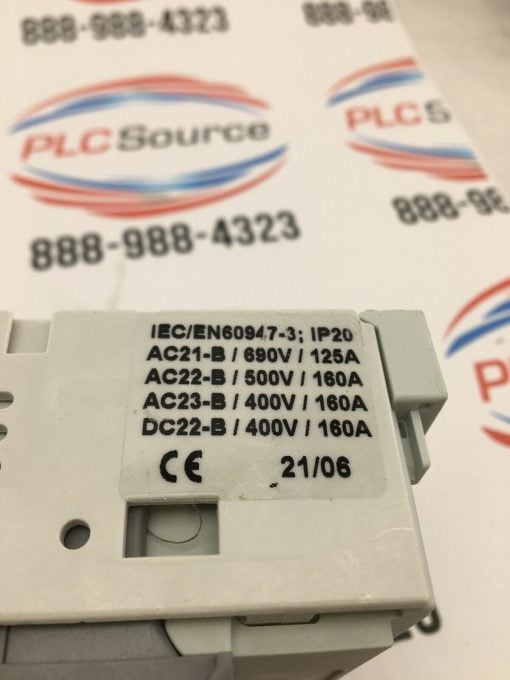 888-988-4323
PLC Source
PLC S
888-988-4323
888-98
IEC/EN60947-3; IP20
AC21-B / 690V / 125A
AC22-B / 500V / 160A
AC23-B / 400V / 160A
DC22-B / 400V / 160A
CE 21/06